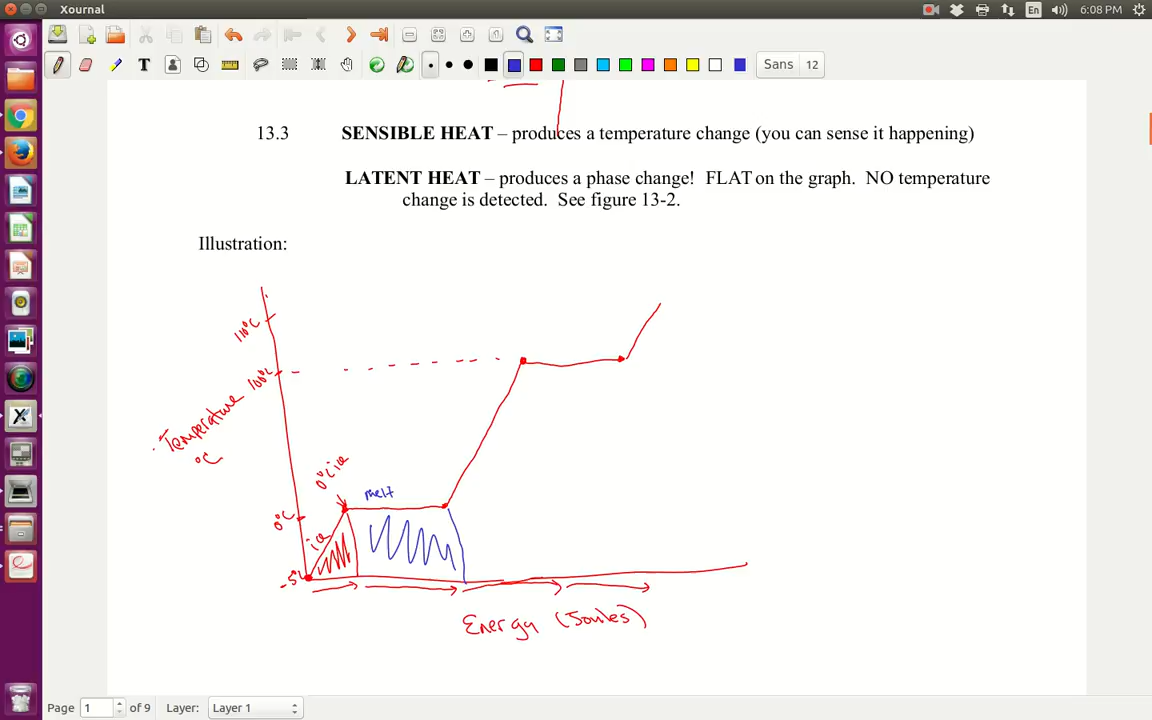 Xournal
En
6:08 PM
Sans 12
13.3 SENSIBLE HEAT – produces a temperature change (you can sense it happening)
LATENT HEAT – produces a phase change! FLAT on the graph. NO temperature
change is detected. See figure 13-2.
Illustration:
110°C
100°C
Temperature
°C
0°C ice
melt
0°C
ice
-5°C
Energy (Joules)
Page 1 of 9 Layer: Layer 1